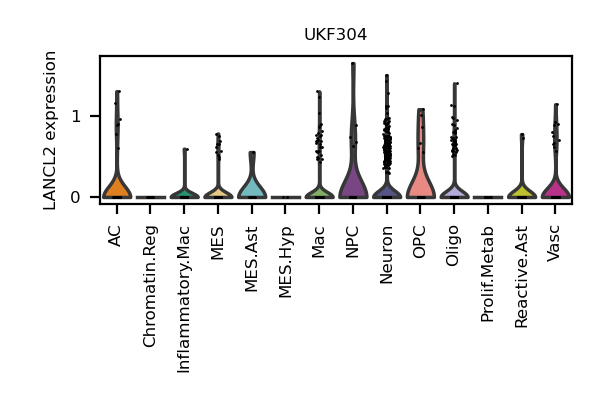 UKF304
LANCL2 expression
1
0
AC
Chromatin.Reg
Inflammatory.Mac
MES
MES.Ast
MES.Hyp
Mac
NPC
Neuron
OPC
Oligo
Prolif.Metab
Reactive.Ast
Vasc